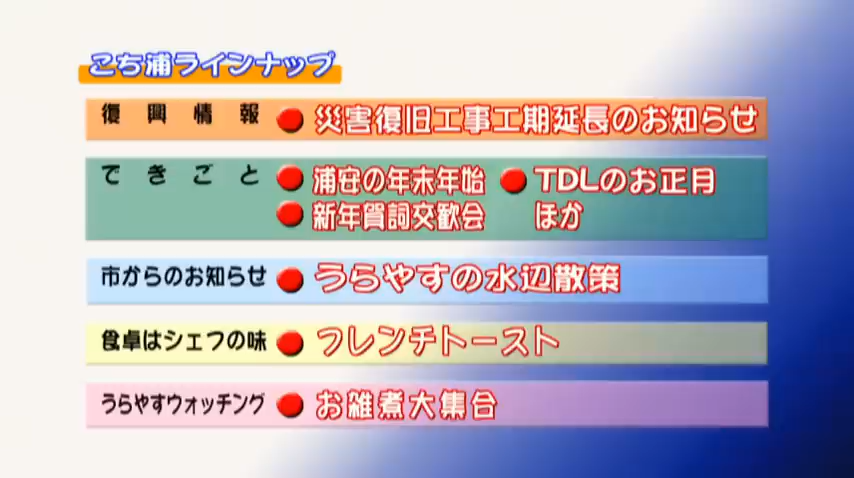 こち浦ラインナップ
復興情報 ●災害復旧工事工期延長のお知らせ
できごと ●浦安の年末年始 ●TDLのお正月
●新年賀詞交歓会 ほか
市からのお知らせ ●うらやすの水辺散策
食卓はシェフの味 ●フレンチトースト
うらやすウォッチング ●お雑煮大集合